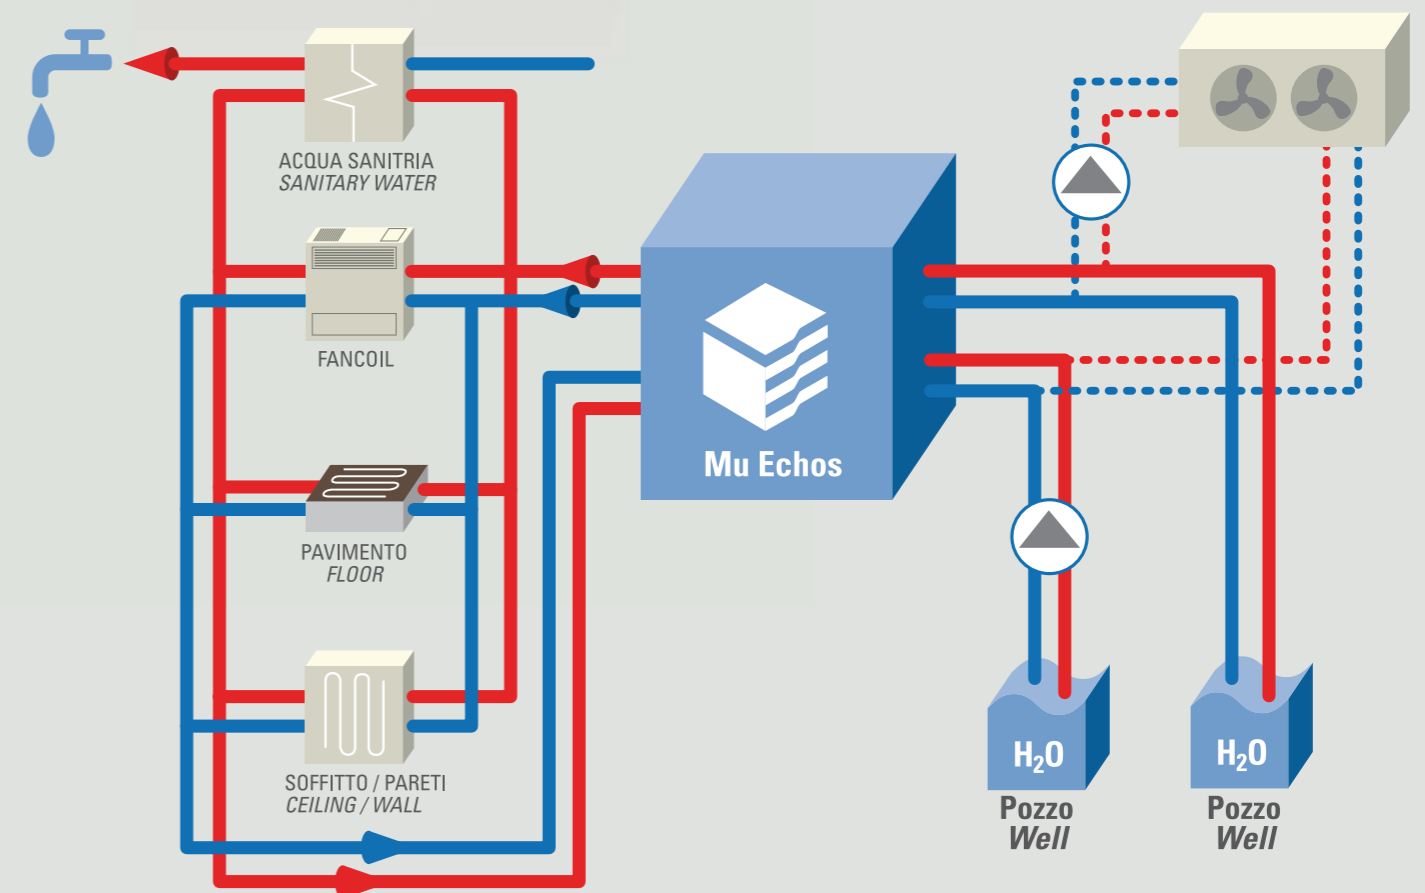 ACQUA SANITRIA
SANITARY WATER
FANCOIL
PAVIMENTO
FLOOR
SOFFITTO / PARETI
CEILING / WALL
Mu Echos
H₂O
Pozzo
Well
H₂O
Pozzo
Well